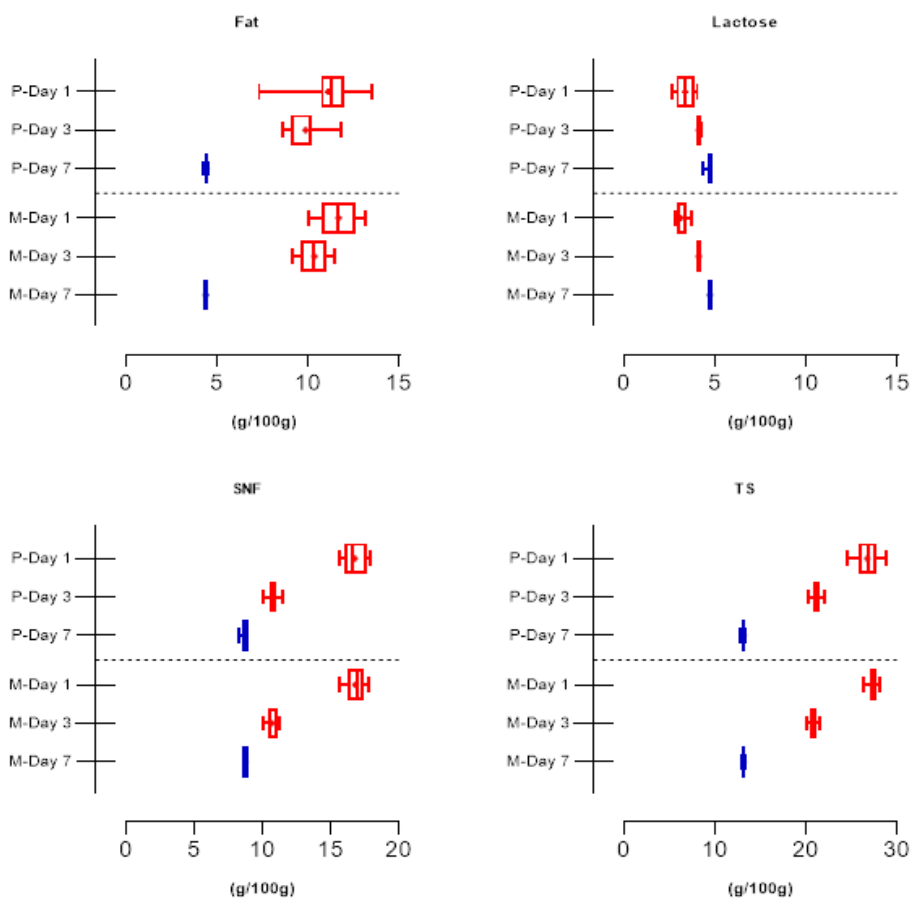 Fat
P-Day 1
P-Day 3
P-Day 7
M-Day 1
M-Day 3
M-Day 7
0 5 10 15
(g/100g)
Lactose
P-Day 1
P-Day 3
P-Day 7
M-Day 1
M-Day 3
M-Day 7
0 5 10 15
(g/100g)
SNF
P-Day 1
P-Day 3
P-Day 7
M-Day 1
M-Day 3
M-Day 7
0 5 10 15 20
(g/100g)
TS
P-Day 1
P-Day 3
P-Day 7
M-Day 1
M-Day 3
M-Day 7
0 10 20 30
(g/100g)